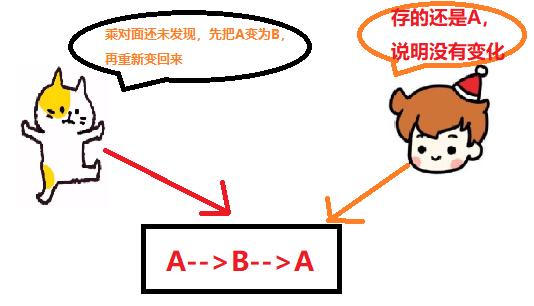 乘对面还未发现，先把A变为B，
再重新变回来
存的还是A，
说明没有变化
A-->B-->A